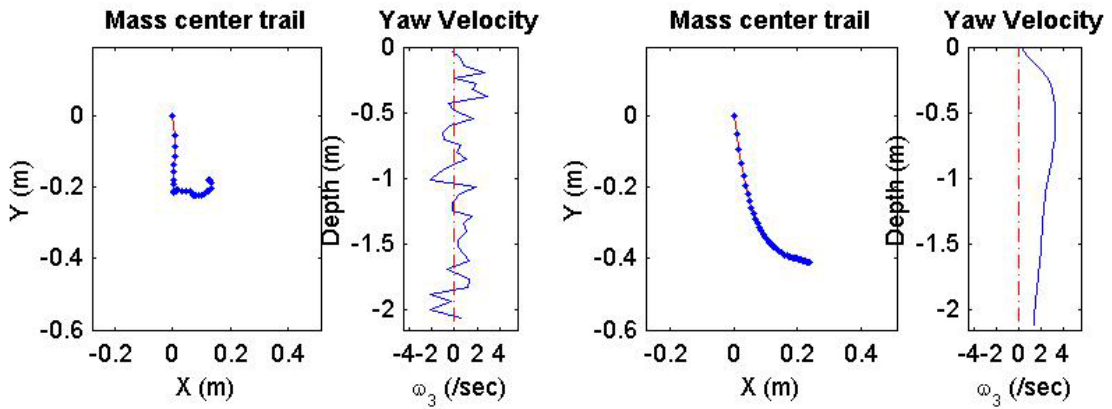 Mass center trail
Yaw Velocity
Mass center trail
Yaw Velocity
0
-0.2
-0.4
-0.6
Y (m)
-0.2 0 0.2 0.4
X (m)
0
-0.5
-1
-1.5
-2
Depth (m)
-4-2 0 2 4
ω3 (/sec)
0
-0.2
-0.4
-0.6
Y (m)
-0.2 0 0.2 0.4
X (m)
0
-0.5
-1
-1.5
-2
Depth (m)
-4-2 0 2 4
ω3 (/sec)